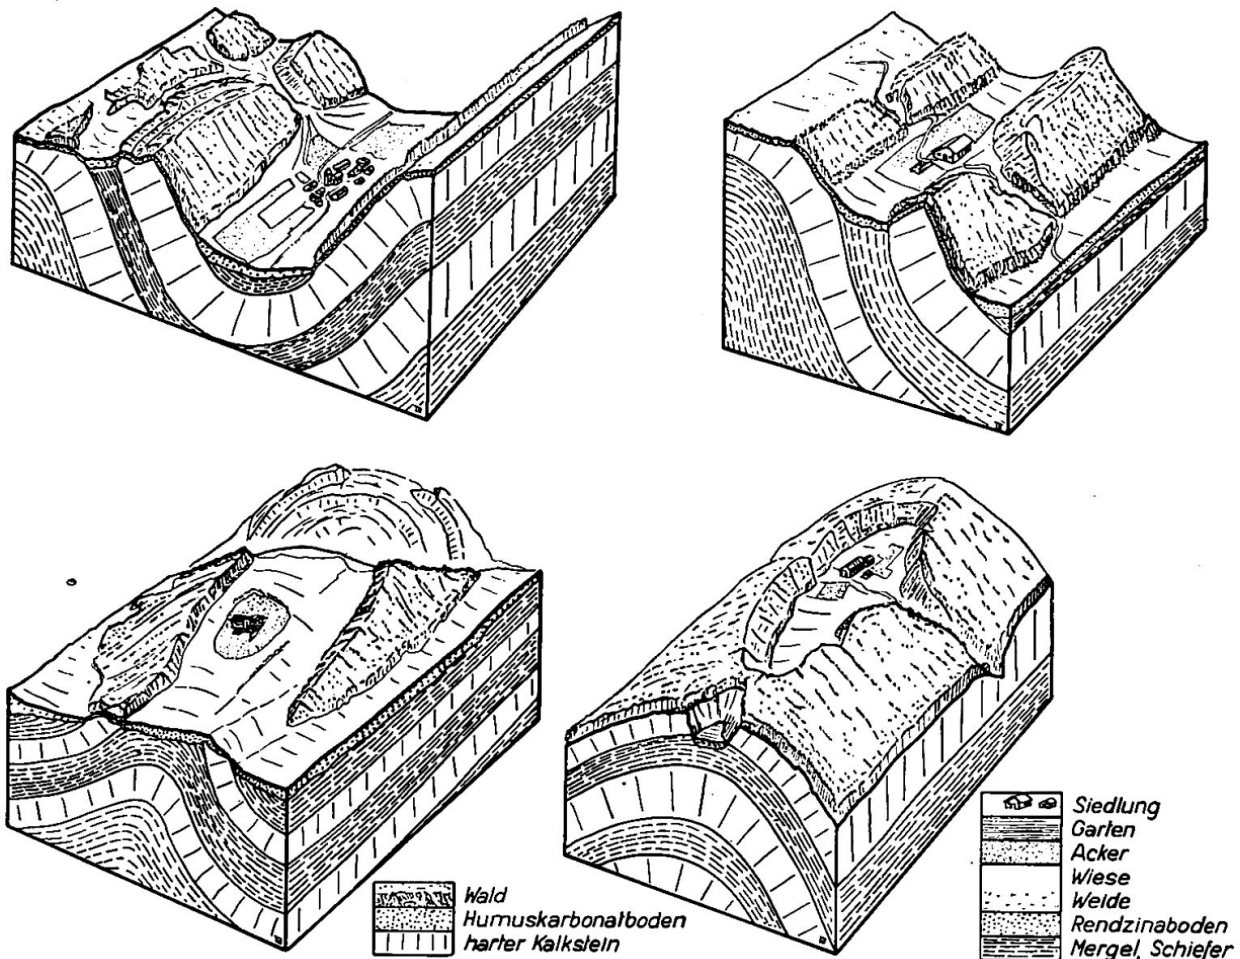 Wald
Humuskarbonatboden
harter Kalkstein
Siedlung
Garten
Acker
Wiese
Weide
Rendzinaboden
Mergel, Schiefer